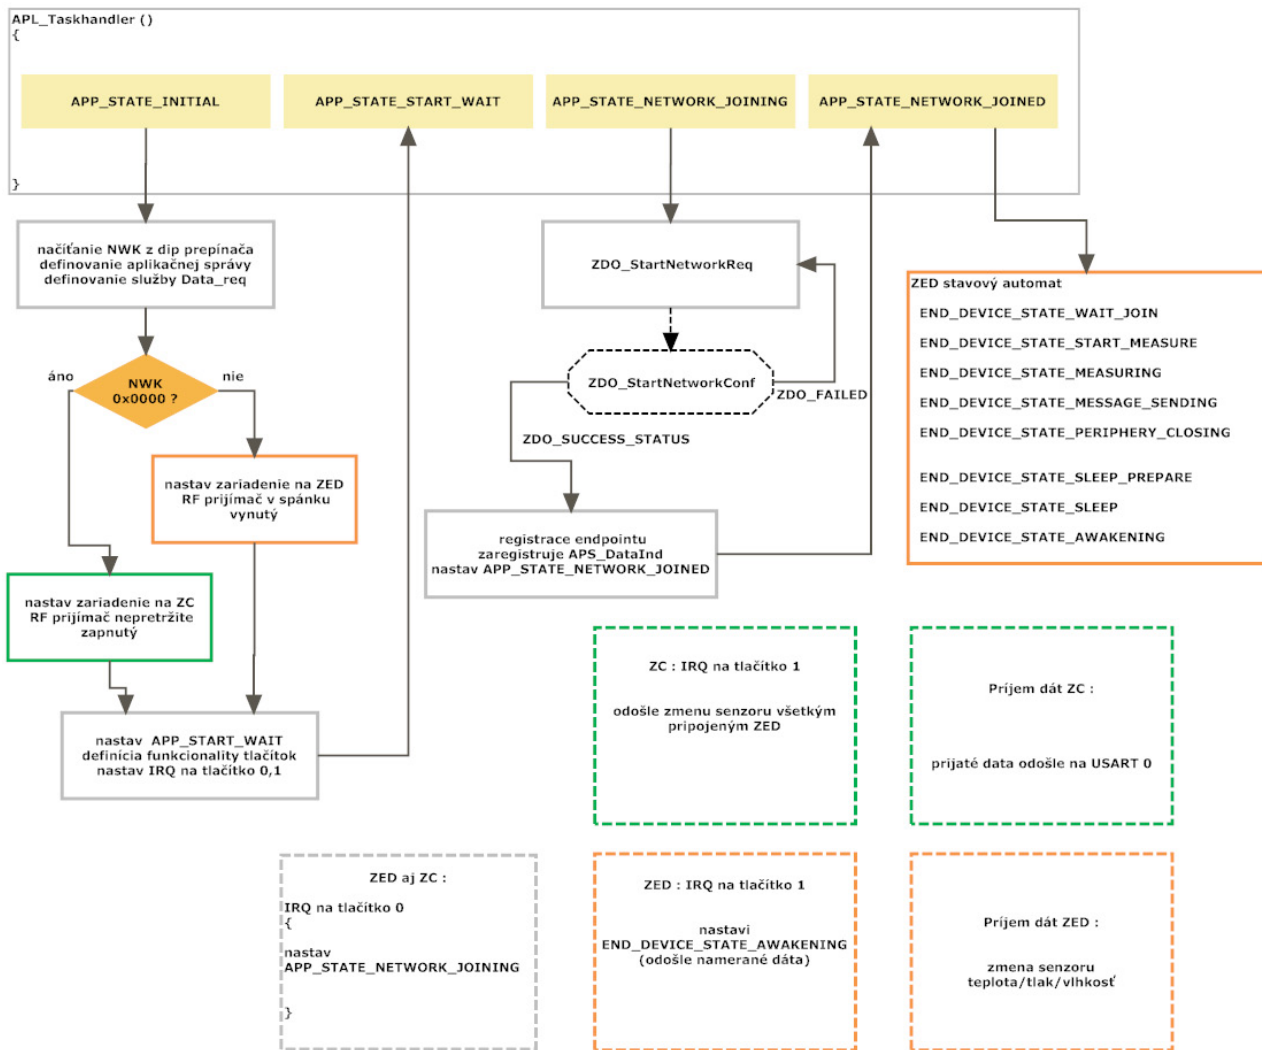 APL_Taskhandler ()
{
APP_STATE_INITIAL
APP_STATE_START_WAIT
APP_STATE_NETWORK_JOINING
APP_STATE_NETWORK_JOINED
}
načíťanie NWK z dip prepínača
definovanie aplikačnej správy
definovanie služby Data_req
NWK
0x0000 ?
áno
nie
nastav zariadenie na ZED
RF prijímač v spánku
vynutý
nastav zariadenie na ZC
RF prijímač nepretržite
zapnutý
nastav APP_START_WAIT
definícia funkcionality tlačítok
nastav IRQ na tlačítko 0,1
ZDO_StartNetworkReq
ZDO_StartNetworkConf
ZDO_FAILED
ZDO_SUCCESS_STATUS
registrace endpointu
zaregistruje APS_DataInd
nastav APP_STATE_NETWORK_JOINED
ZED stavový automat
END_DEVICE_STATE_WAIT_JOIN
END_DEVICE_STATE_START_MEASURE
END_DEVICE_STATE_MEASURING
END_DEVICE_STATE_MESSAGE_SENDING
END_DEVICE_STATE_PERIPHERY_CLOSING
END_DEVICE_STATE_SLEEP_PREPARE
END_DEVICE_STATE_SLEEP
END_DEVICE_STATE_AWAKENING
ZC : IRQ na tlačítko 1
odošle zmenu senzoru všetkým
pripojeným ZED
Príjem dát ZC :
prijaté data odošle na USART 0
ZED aj ZC :
IRQ na tlačítko 0
{
nastav
APP_STATE_NETWORK_JOINING
}
ZED : IRQ na tlačítko 1
nastavi
END_DEVICE_STATE_AWAKENING
(odošle namerané dáta)
Príjem dát ZED :
zmena senzoru
teplota/tlak/vlhkosť